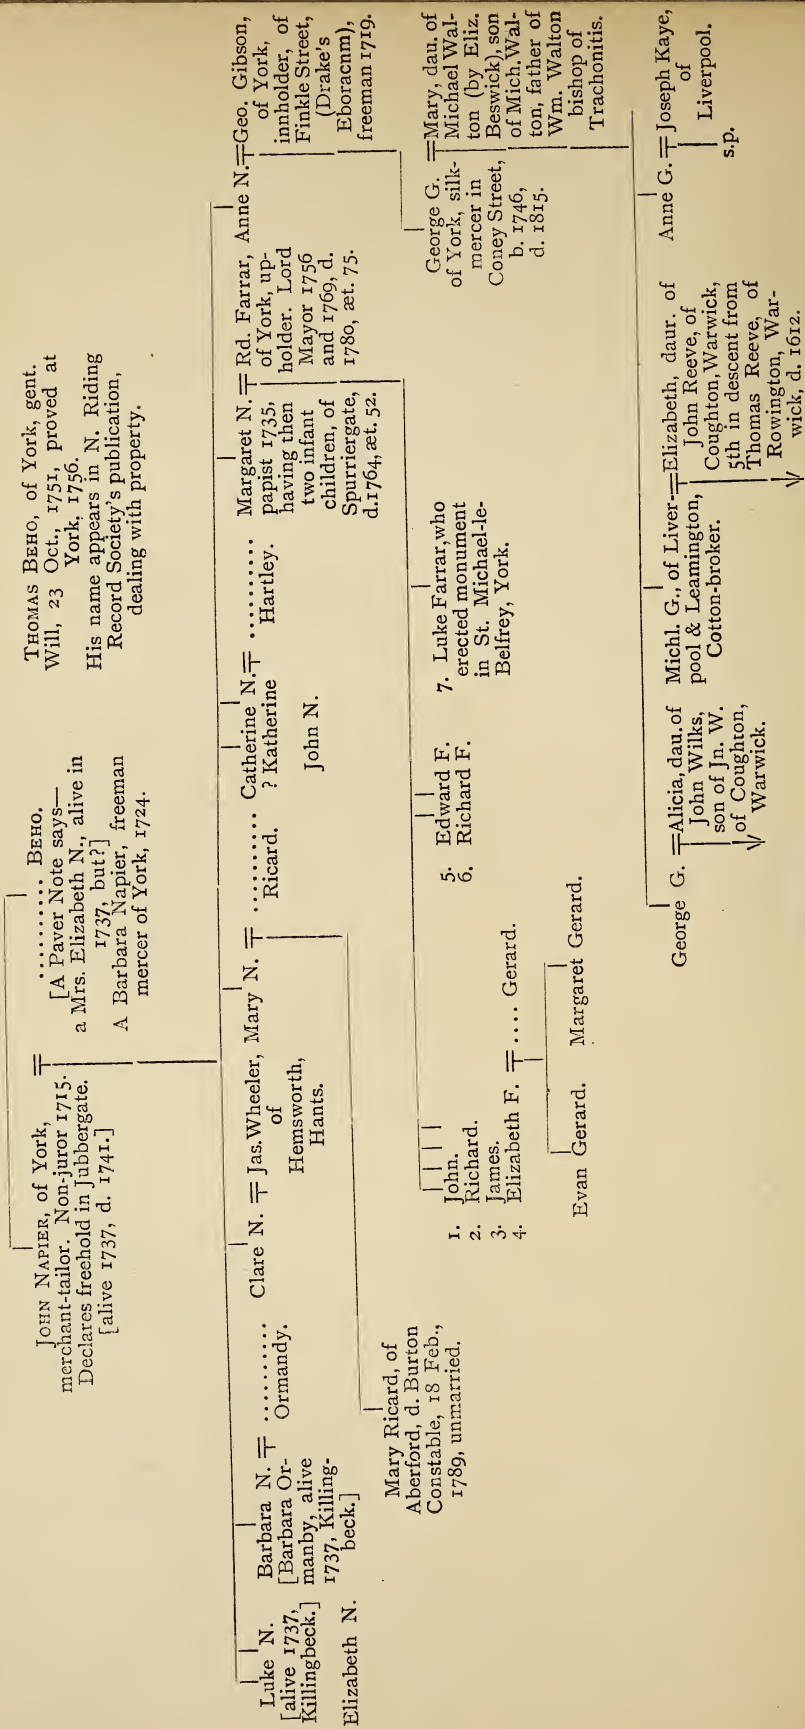 JOHN NAPIER, of York,
merchant-tailor. Non-juror 1715.
Declares freehold in Jubbergate.
[alive 1737, d. 1741.]
.......... BEHO.
[A Paver Note says—
a Mrs. Elizabeth N., alive in
1737, but?]
A Barbara Napier, freeman
mercer of York, 1724.
THOMAS BEHO, of York, gent.
Will, 23 Oct., 1751, proved at
York, 1756.
His name appears in N. Riding
Record Society's publication,
dealing with property.
Luke N.
[alive 1737,
Killingbeck.]
Elizabeth N.
Barbara N. =
[Barbara Or-
manby, alive
1737, Killing-
beck.]
..........
Ormandy.
Clare N. = Jas. Wheeler,
of
Hemsworth,
Hants.
Mary N. = ..........
Ricard.
Catherine N. = ..........
? Katherine
Hartley.
John N.
Margaret N. =
papist 1735,
having then
two infant
children, of
Spurriergate,
d. 1764, æt. 52.
Rd. Farrar,
of York, up-
holder. Lord
Mayor 1756
and 1769, d.
1780, æt. 75.
Anne N. = Geo. Gibson,
of York,
innholder, of
Finkle Street,
(Drake's
Eboracnm),
freeman 1719.
Mary Ricard, of
Aberford, d. Burton
Constable, 18 Feb.,
1789, unmarried.
1. John.
2. Richard.
3. James.
4. Elizabeth F. = .... Gerard.
5. Edward F.
6. Richard F.
7. Luke Farrar, who
erected monument
in St. Michael-le-
Belfrey, York.
George G. =
of York, silk-
mercer in
Coney Street,
b. 1746,
d. 1815.
Mary, dau. of
Michael Wal-
ton (by Eliz.
Beswick), son
of Mich. Wal-
ton, father of
Wm. Walton
bishop of
Trachonitis.
Evan Gerard. Margaret Gerard.
George G. = Alicia, dau. of
John Wilks,
son of Jn. W.
of Coughton,
Warwick.
Michl. G., of Liver- =
pool & Leamington,
Cotton-broker.
Elizabeth, daur. of
John Reeve, of
Coughton, Warwick,
5th in descent from
Thomas Reeve, of
Rowington, War-
wick, d. 1612.
Anne G. = Joseph Kaye,
of
Liverpool.
s.p.